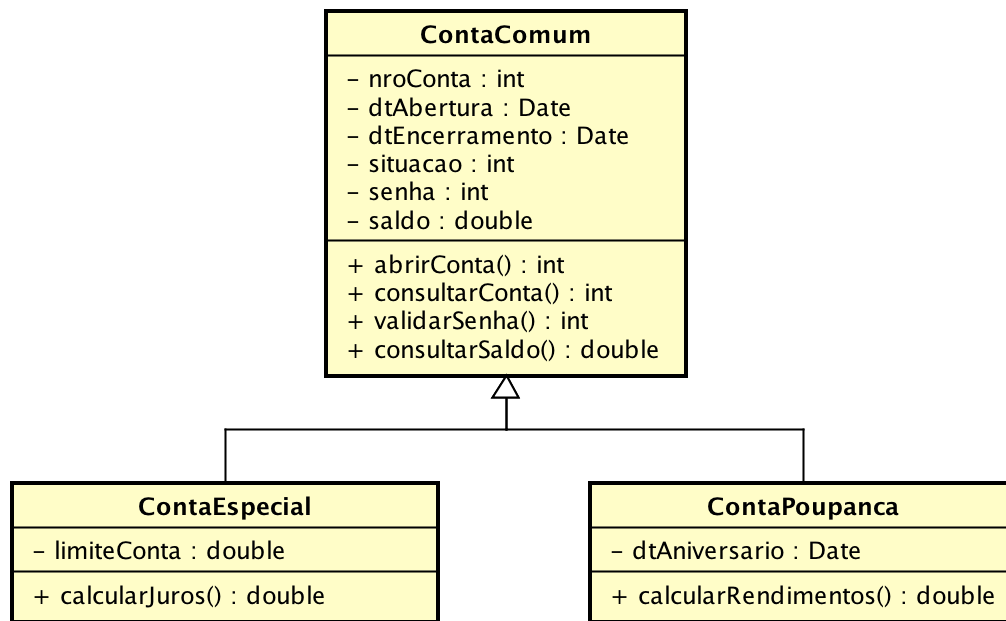 ContaComum
– nroConta : int
– dtAbertura : Date
– dtEncerramento : Date
– situacao : int
– senha : int
– saldo : double
+ abrirConta() : int
+ consultarConta() : int
+ validarSenha() : int
+ consultarSaldo() : double
ContaEspecial
– limiteConta : double
+ calcularJuros() : double
ContaPoupanca
– dtAniversario : Date
+ calcularRendimentos() : double